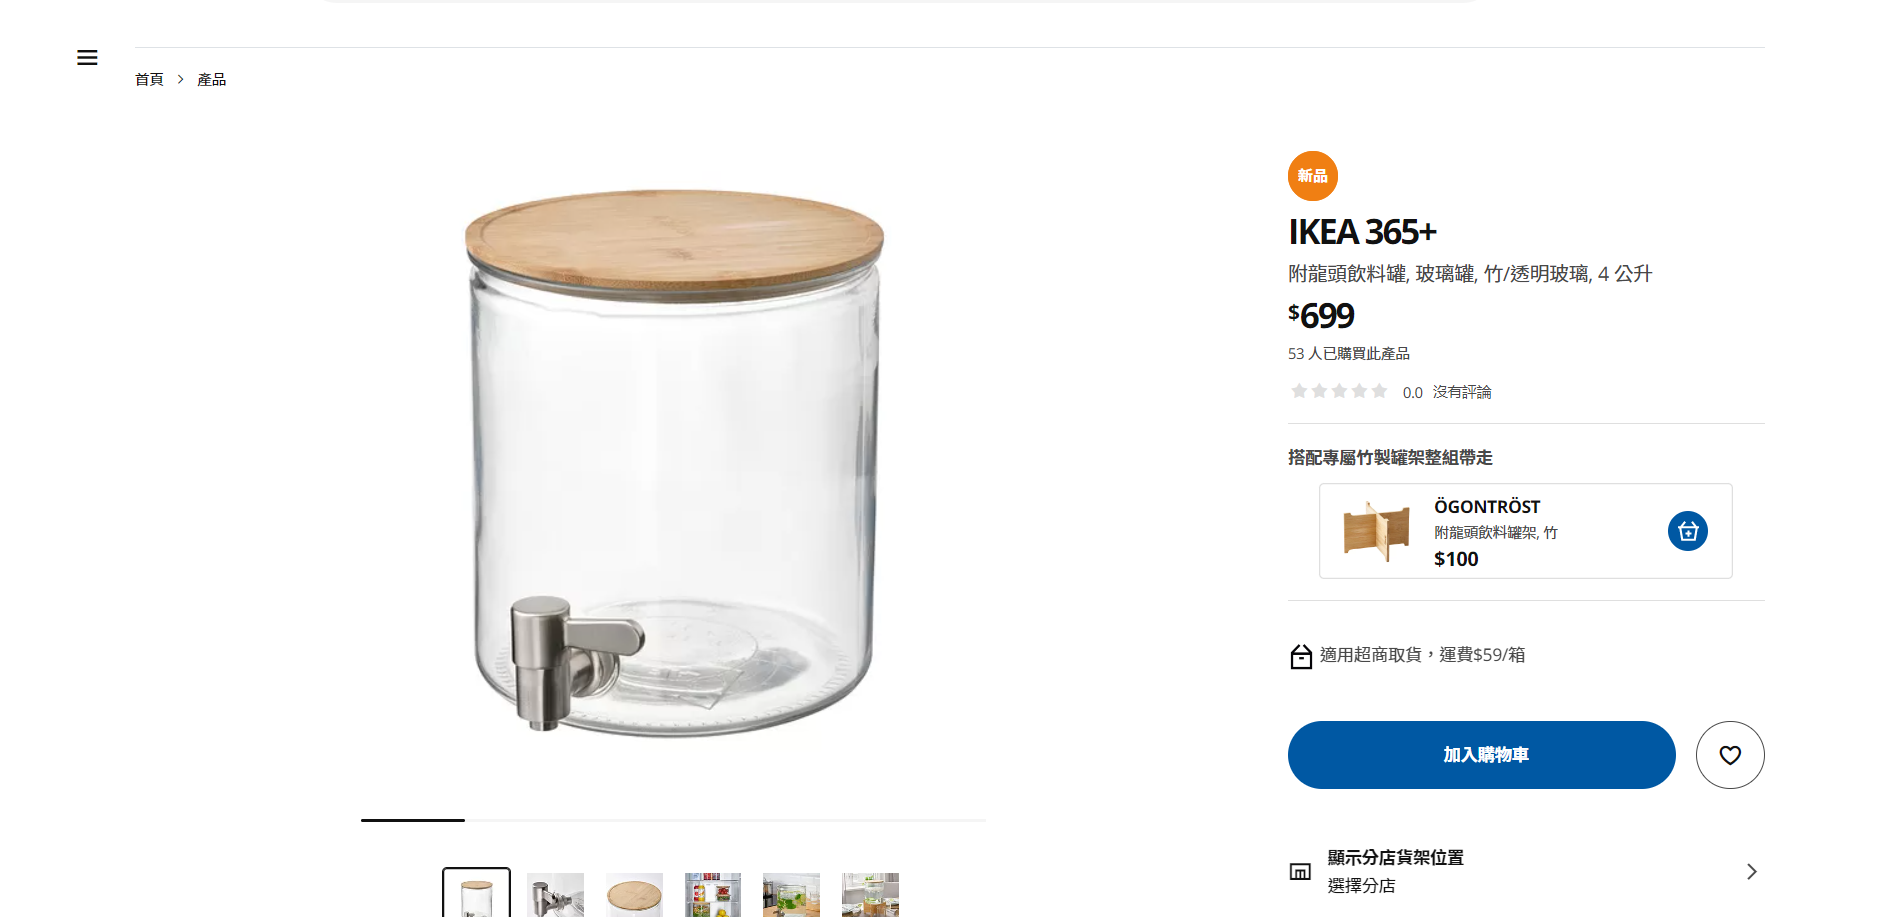 首頁 > 產品
新品
IKEA 365+
附龍頭飲料罐, 玻璃罐, 竹/透明玻璃, 4 公升
$699
53 人已購買此產品
0.0 沒有評論
搭配專屬竹製罐架整組帶走
ÖGONTRÖST
附龍頭飲料罐架, 竹
$100
適用超商取貨，運費$59/箱
加入購物車
顯示分店貨架位置
選擇分店